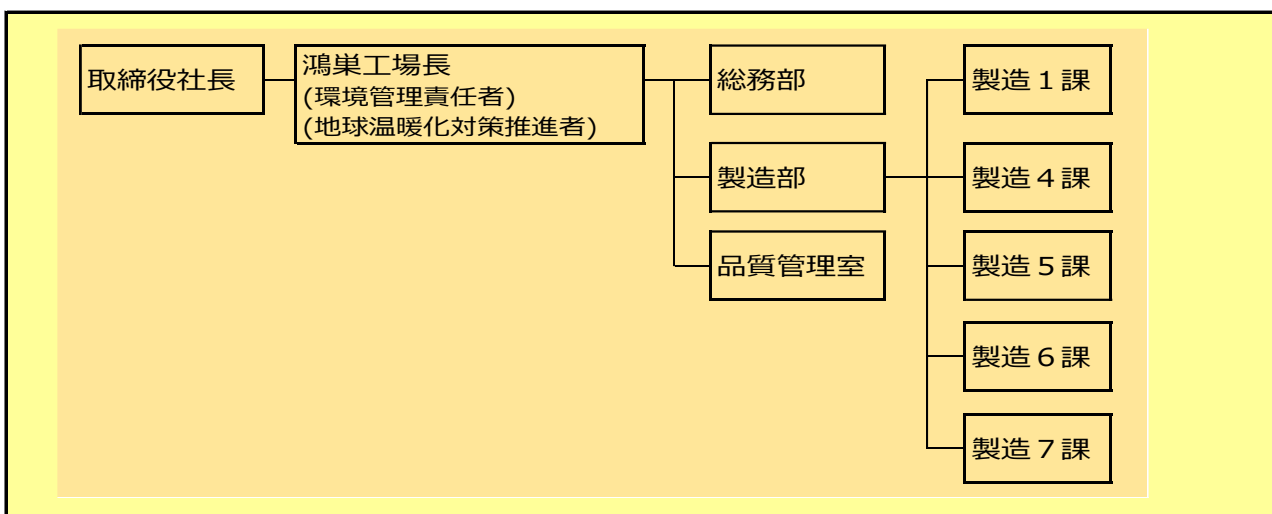 取締役社長
鴻巣工場長
(環境管理責任者)
(地球温暖化対策推進者)
総務部
製造部
品質管理室
製造１課
製造４課
製造５課
製造６課
製造７課